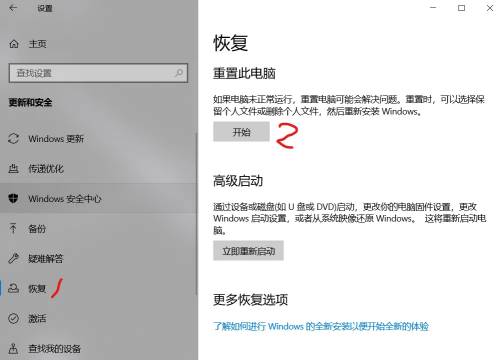 设置
主页
查找设置
更新和安全
Windows 更新
传递优化
Windows 安全中心
备份
疑难解答
恢复 1
激活
查找我的设备
恢复
重置此电脑
如果电脑未正常运行，重置电脑可能会解决问题。重置时，可以选择保
留个人文件或删除个人文件，然后重新安装 Windows。
开始 2
高级启动
通过设备或磁盘(如 U 盘或 DVD)启动，更改你的电脑固件设置，更改
Windows 启动设置，或者从系统映像还原 Windows。 这将重新启动电
脑。
立即重新启动
更多恢复选项
了解如何进行 Windows 的全新安装以便开始全新的体验